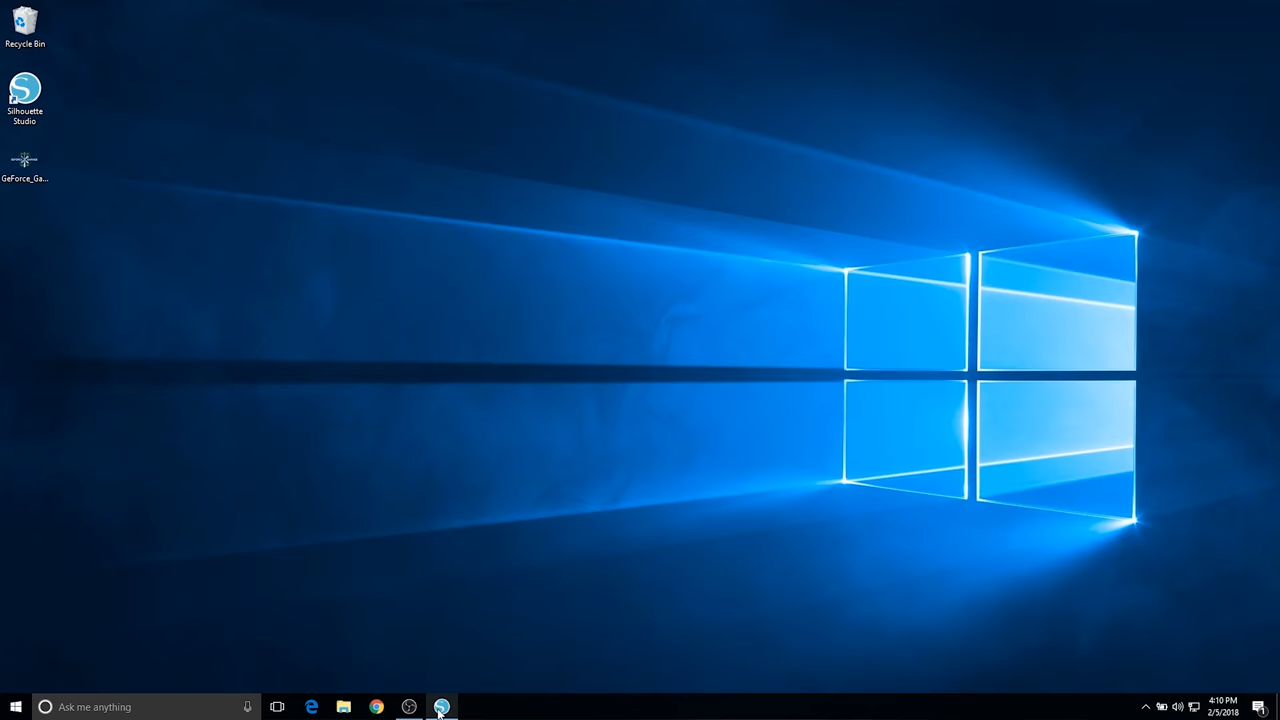 Recycle Bin
Silhouette
Studio
GeForce_Ga...
Ask me anything
4:10 PM
2/5/2018